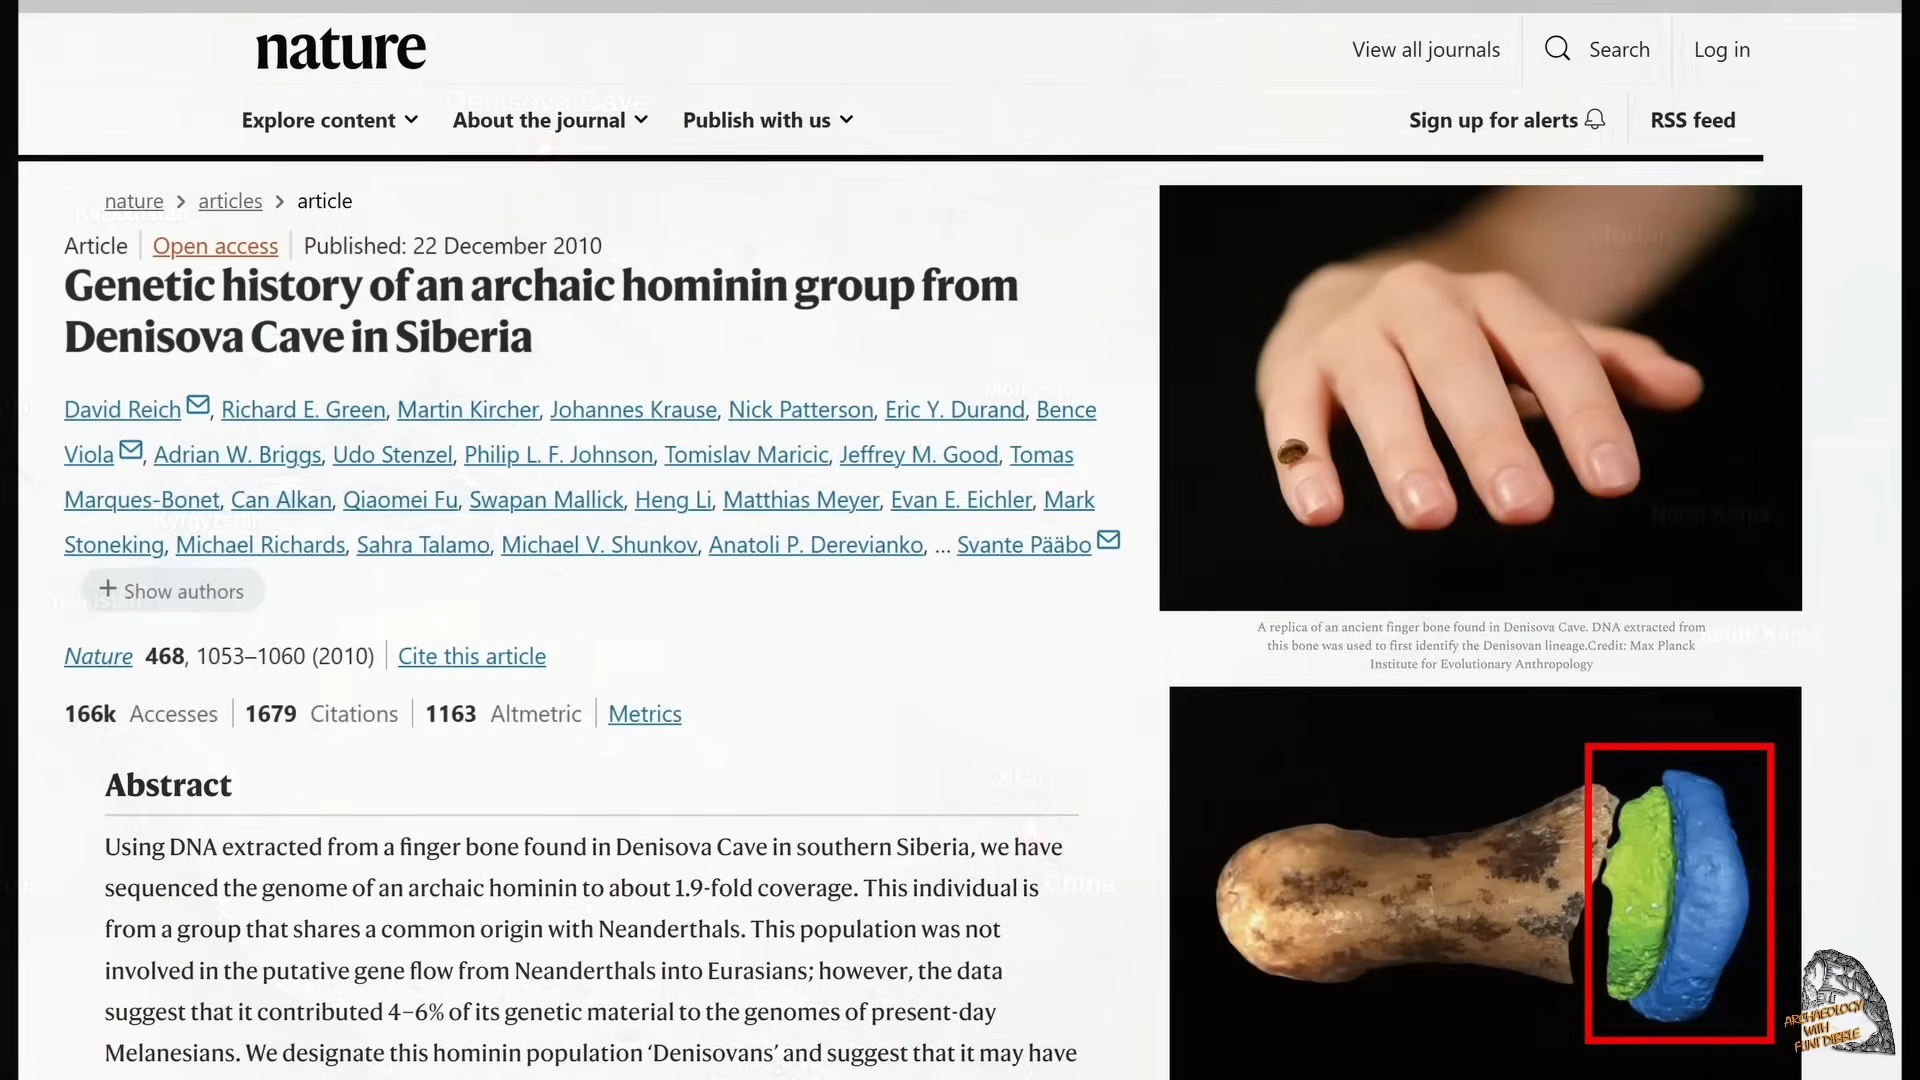 nature
View all journals
Search
Log in
Explore content
About the journal
Publish with us
Sign up for alerts
RSS feed
nature > articles > article
Article | Open access | Published: 22 December 2010
Genetic history of an archaic hominin group from
Denisova Cave in Siberia
David Reich, Richard E. Green, Martin Kircher, Johannes Krause, Nick Patterson, Eric Y. Durand, Bence
Viola, Adrian W. Briggs, Udo Stenzel, Philip L. F. Johnson, Tomislav Maricic, Jeffrey M. Good, Tomas
Marques-Bonet, Can Alkan, Qiaomei Fu, Swapan Mallick, Heng Li, Matthias Meyer, Evan E. Eichler, Mark
Stoneking, Michael Richards, Sahra Talamo, Michael V. Shunkov, Anatoli P. Derevianko, ... Svante Pääbo
+ Show authors
Nature 468, 1053–1060 (2010) | Cite this article
166k Accesses | 1679 Citations | 1163 Altmetric | Metrics
Abstract
Using DNA extracted from a finger bone found in Denisova Cave in southern Siberia, we have
sequenced the genome of an archaic hominin to about 1.9-fold coverage. This individual is
from a group that shares a common origin with Neanderthals. This population was not
involved in the putative gene flow from Neanderthals into Eurasians; however, the data
suggest that it contributed 4–6% of its genetic material to the genomes of present-day
Melanesians. We designate this hominin population ‘Denisovans’ and suggest that it may have
A replica of an ancient finger bone found in Denisova Cave. DNA extracted from
this bone was used to first identify the Denisovan lineage.Credit: Max Planck
Institute for Evolutionary Anthropology
Denisova Cave
Kazakhstan
Kyrgyzstan
China
ARCHAEOLOGY
WITH
FLINT DIBBLE